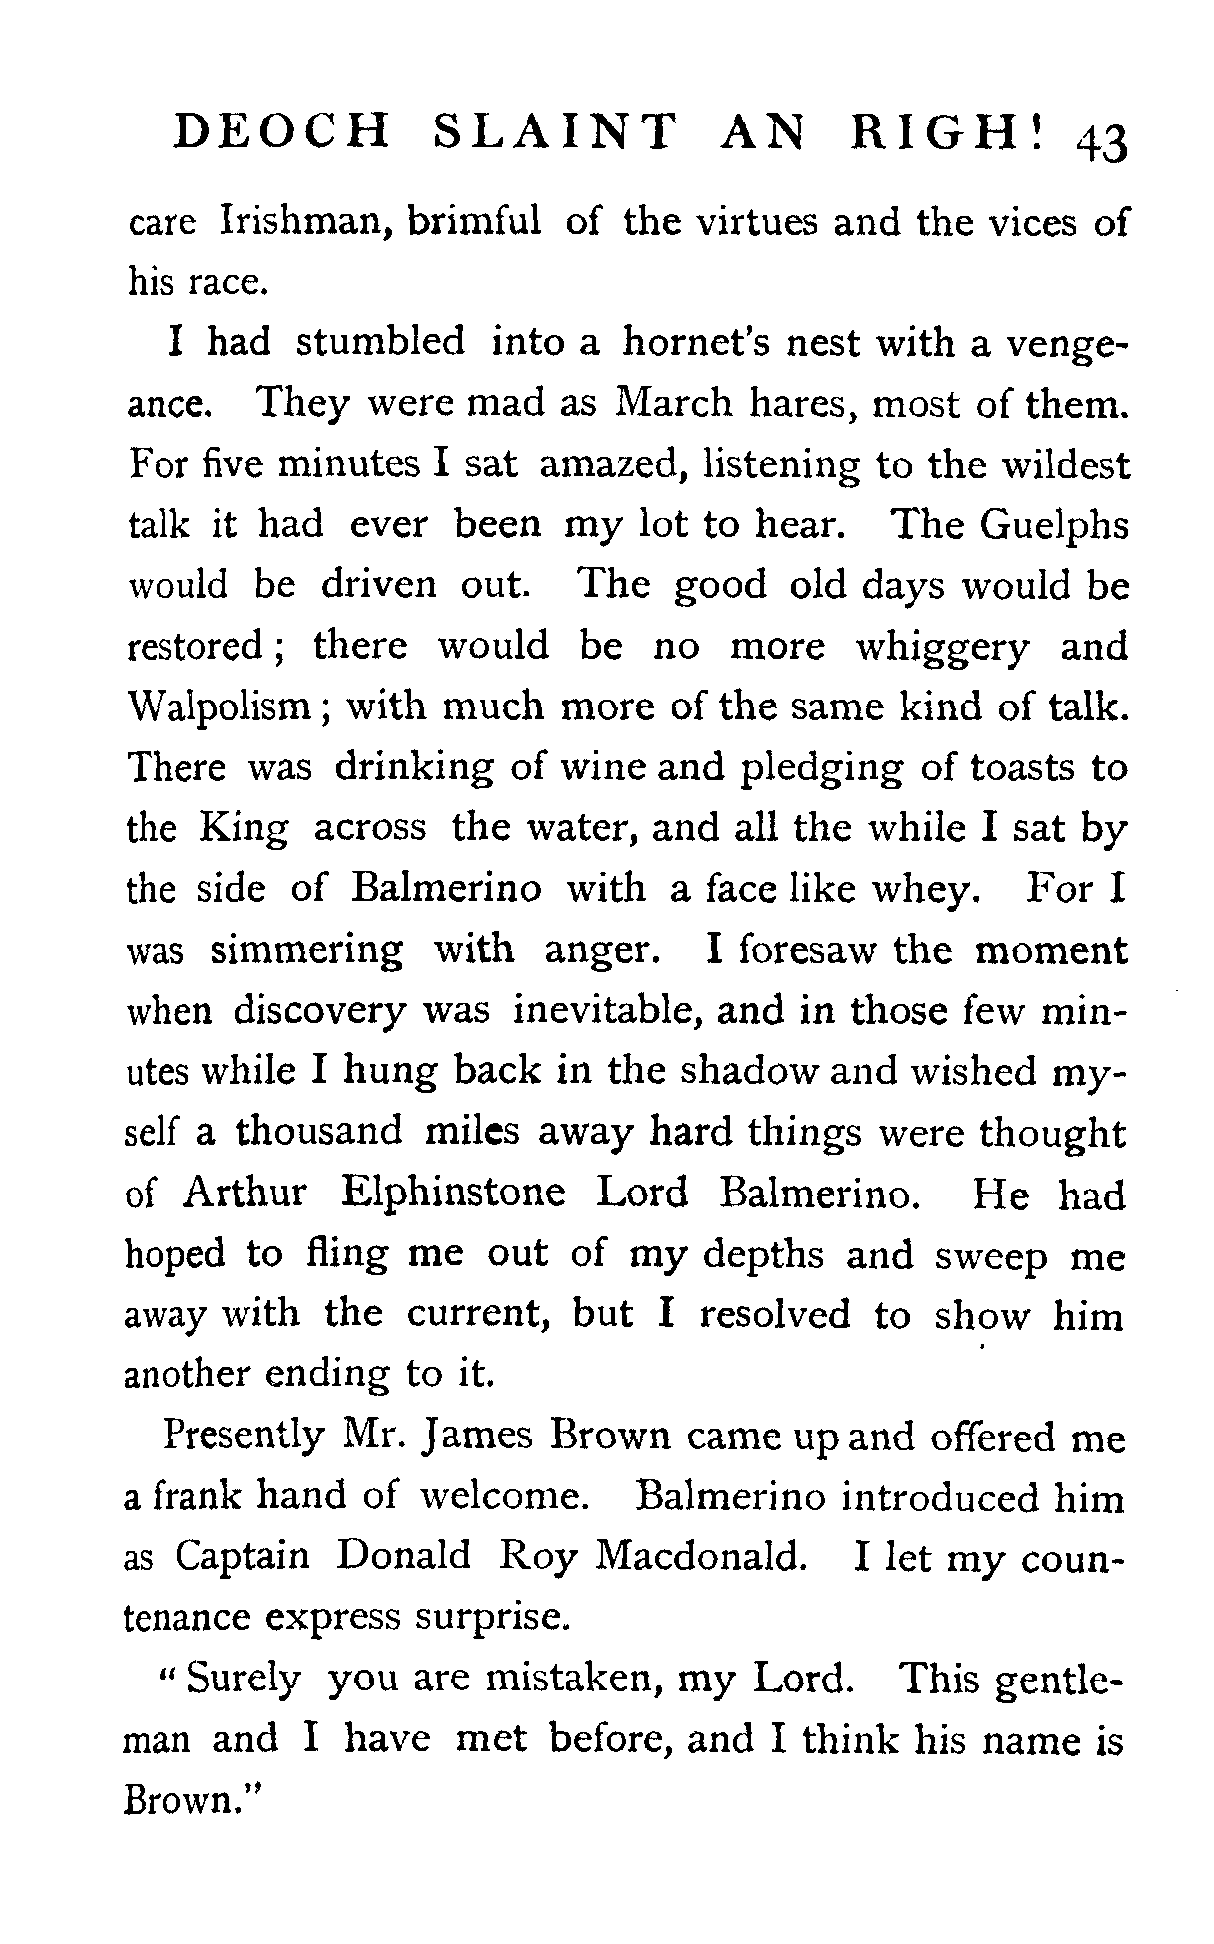 DEOCH SLAINT AN RIGH! 43
care Irishman, brimful of the virtues and the vices of
his race.
I had stumbled into a hornet's nest with a venge-
ance. They were mad as March hares, most of them.
For five minutes I sat amazed, listening to the wildest
talk it had ever been my lot to hear. The Guelphs
would be driven out. The good old days would be
restored ; there would be no more whiggery and
Walpolism ; with much more of the same kind of talk.
There was drinking of wine and pledging of toasts to
the King across the water, and all the while I sat by
the side of Balmerino with a face like whey. For I
was simmering with anger. I foresaw the moment
when discovery was inevitable, and in those few min-
utes while I hung back in the shadow and wished my-
self a thousand miles away hard things were thought
of Arthur Elphinstone Lord Balmerino. He had
hoped to fling me out of my depths and sweep me
away with the current, but I resolved to show him
another ending to it.
Presently Mr. James Brown came up and offered me
a frank hand of welcome. Balmerino introduced him
as Captain Donald Roy Macdonald. I let my coun-
tenance express surprise.
" Surely you are mistaken, my Lord. This gentle-
man and I have met before, and I think his name is
Brown."